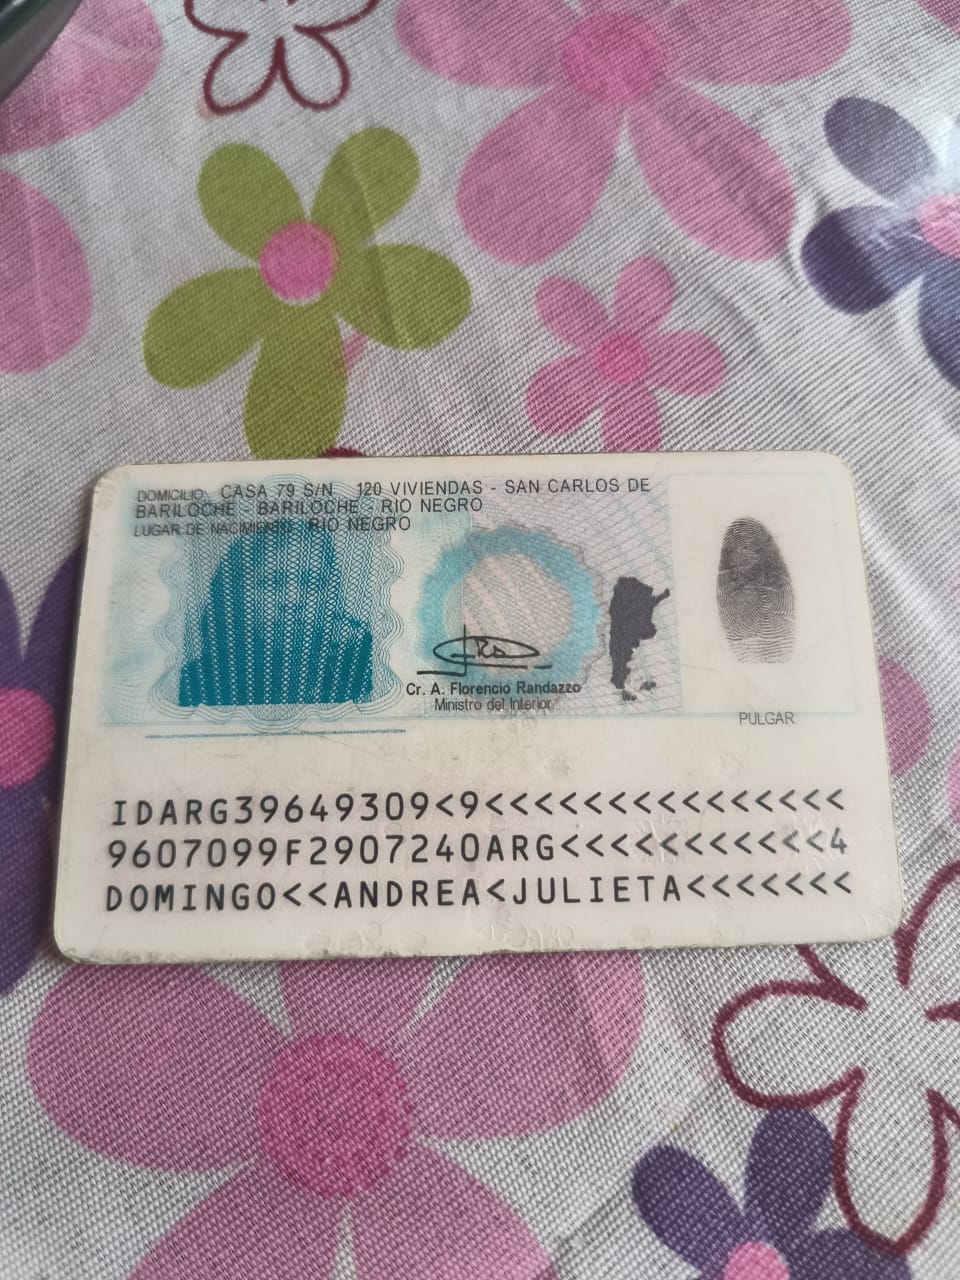 DOMICILIO: CASA 79 S/N 120 VIVIENDAS - SAN CARLOS DE
BARILOCHE - BARILOCHE - RIO NEGRO
LUGAR DE NACIMIENTO: RIO NEGRO
Cr. A. Florencio Randazzo
Ministro del Interior
PULGAR
IDARG39649309<9<<<<<<<<<<<<<<<
9607099F2907240ARG<<<<<<<<<<<4
DOMINGO<<ANDREA<JULIETA<<<<<<<